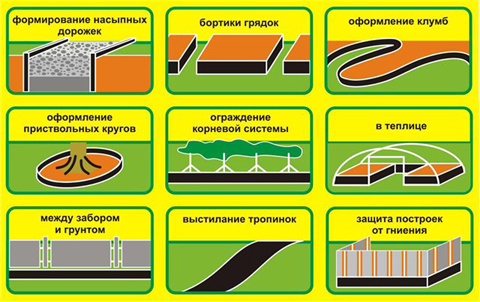 формирование насыпных
дорожек
бортики грядок
оформление клумб
оформление
приствольных кругов
ограждение
корневой системы
в теплице
между забором
и грунтом
выстилание тропинок
защита построек
от гниения